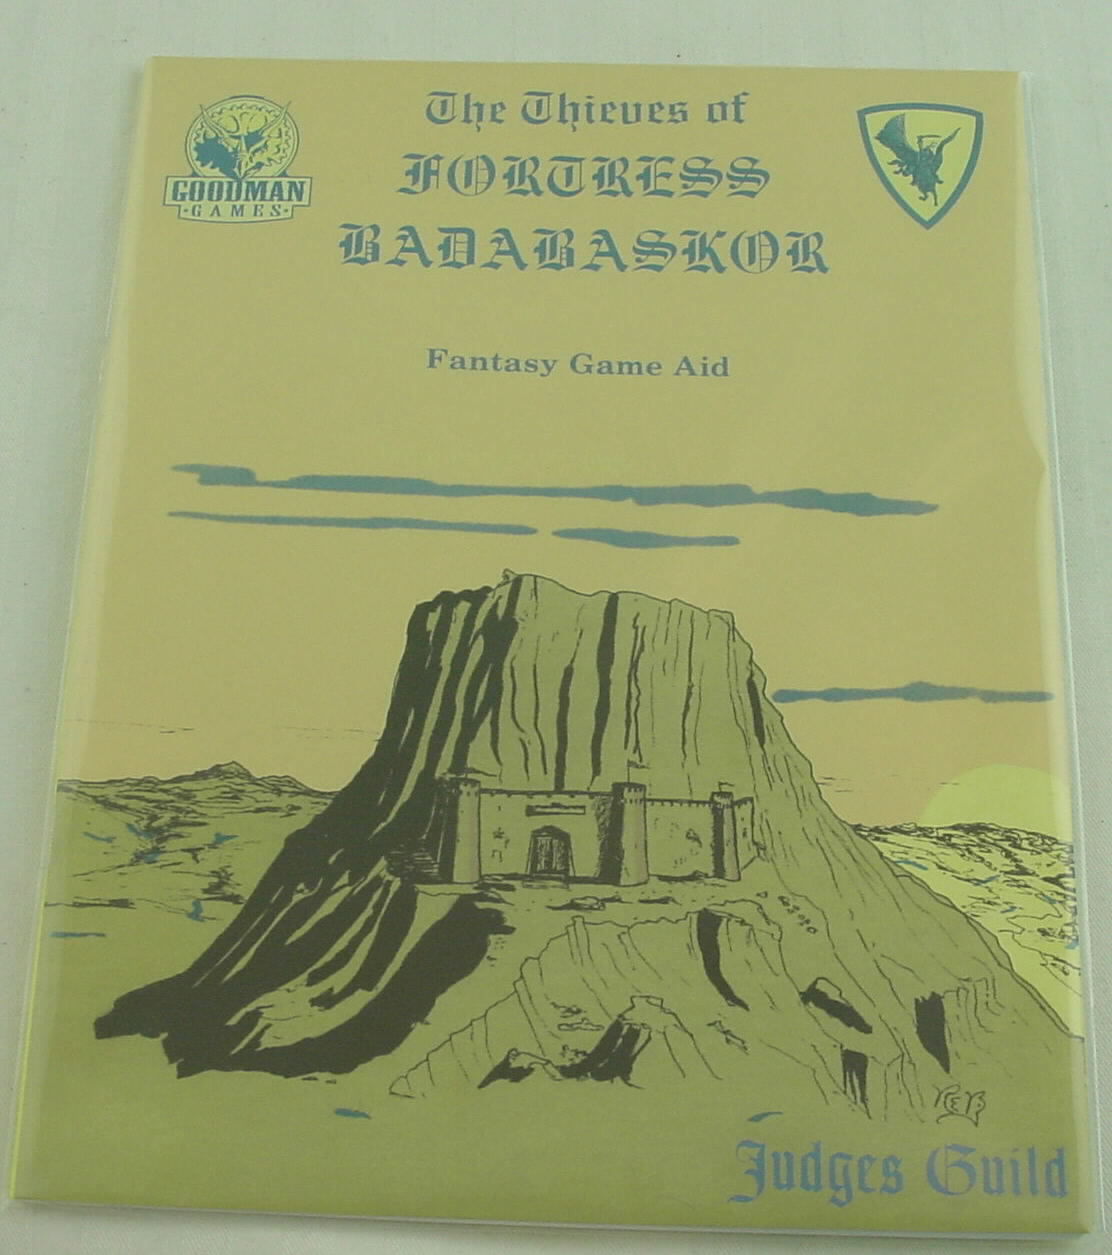 The Thieves of
FORTRESS
BADABASKOR
GOODMAN
GAMES
Fantasy Game Aid
Judges Guild